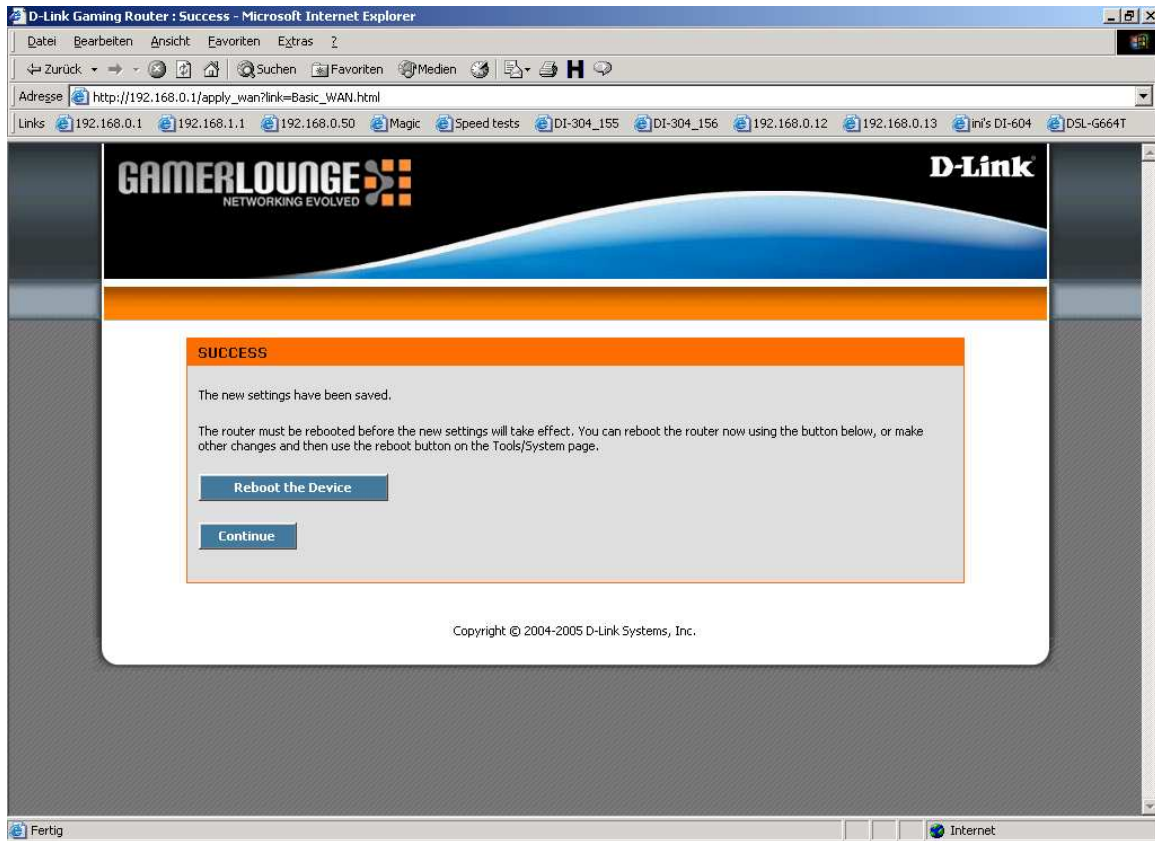 D-Link Gaming Router : Success - Microsoft Internet Explorer
Datei Bearbeiten Ansicht Favoriten Extras ?
Zurück Suchen Favoriten Medien H
Adresse http://192.168.0.1/apply_wan?link=Basic_WAN.html
Links 192.168.0.1 192.168.1.1 192.168.0.50 Magic Speed tests DI-304_155 DI-304_156 192.168.0.12 192.168.0.13 ini's DI-604 DSL-G664T
GAMERLOUNGE
NETWORKING EVOLVED
D-Link
SUCCESS
The new settings have been saved.
The router must be rebooted before the new settings will take effect. You can reboot the router now using the button below, or make
other changes and then use the reboot button on the Tools/System page.
Reboot the Device
Continue
Copyright © 2004-2005 D-Link Systems, Inc.
Fertig Internet